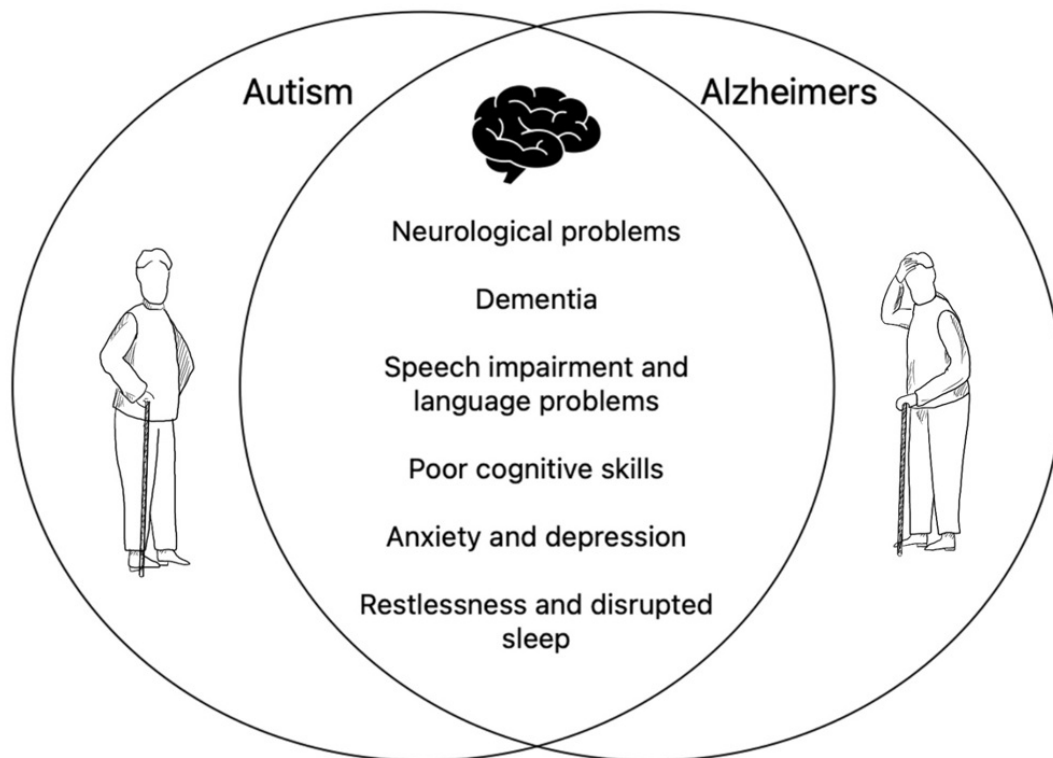 Autism
Alzheimers
Neurological problems
Dementia
Speech impairment and
language problems
Poor cognitive skills
Anxiety and depression
Restlessness and disrupted
sleep